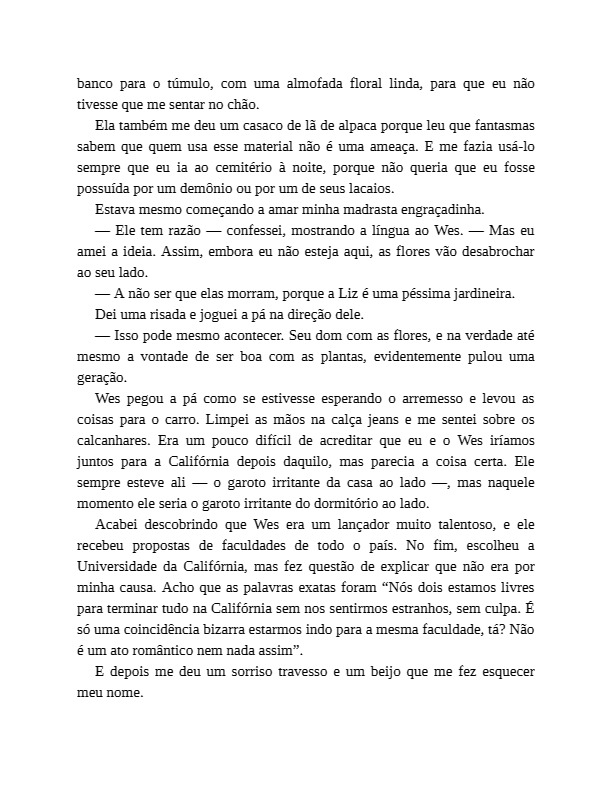 banco para o túmulo, com uma almofada floral linda, para que eu não
tivesse que me sentar no chão.
Ela também me deu um casaco de lã de alpaca porque leu que fantasmas
sabem que quem usa esse material não é uma ameaça. E me fazia usá-lo
sempre que eu ia ao cemitério à noite, porque não queria que eu fosse
possuída por um demônio ou por um de seus lacaios.
Estava mesmo começando a amar minha madrasta engraçadinha.
— Ele tem razão — confessei, mostrando a língua ao Wes. — Mas eu
amei a ideia. Assim, embora eu não esteja aqui, as flores vão desabrochar
ao seu lado.
— A não ser que elas morram, porque a Liz é uma péssima jardineira.
Dei uma risada e joguei a pá na direção dele.
— Isso pode mesmo acontecer. Seu dom com as flores, e na verdade até
mesmo a vontade de ser boa com as plantas, evidentemente pulou uma
geração.
Wes pegou a pá como se estivesse esperando o arremesso e levou as
coisas para o carro. Limpei as mãos na calça jeans e me sentei sobre os
calcanhares. Era um pouco difícil de acreditar que eu e o Wes iríamos
juntos para a Califórnia depois daquilo, mas parecia a coisa certa. Ele
sempre esteve ali — o garoto irritante da casa ao lado —, mas naquele
momento ele seria o garoto irritante do dormitório ao lado.
Acabei descobrindo que Wes era um lançador muito talentoso, e ele
recebeu propostas de faculdades de todo o país. No fim, escolheu a
Universidade da Califórnia, mas fez questão de explicar que não era por
minha causa. Acho que as palavras exatas foram “Nós dois estamos livres
para terminar tudo na Califórnia sem nos sentirmos estranhos, sem culpa. É
só uma coincidência bizarra estarmos indo para a mesma faculdade, tá? Não
é um ato romântico nem nada assim”.
E depois me deu um sorriso travesso e um beijo que me fez esquecer
meu nome.